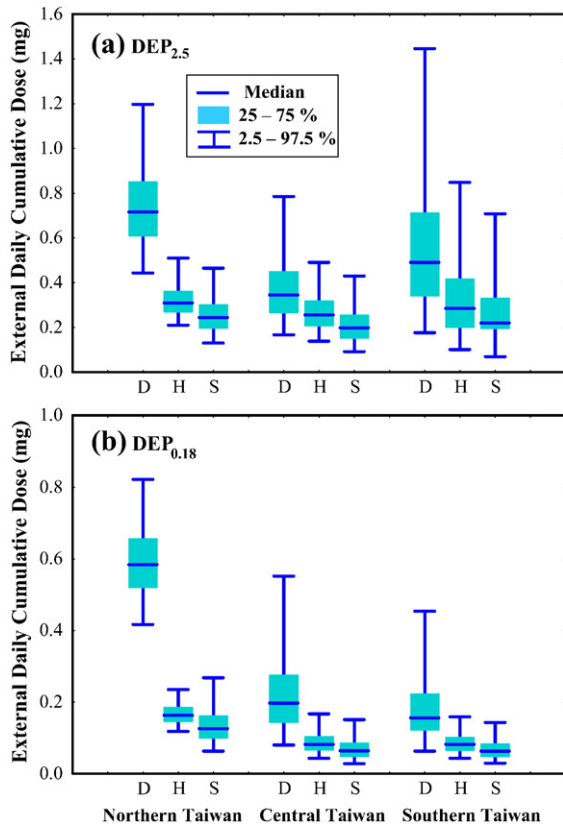 (a) DEP2.5
Median
25 – 75 %
2.5 – 97.5 %
External Daily Cumulative Dose (mg)
1.6
1.4
1.2
1.0
0.8
0.6
0.4
0.2
0.0
D H S D H S D H S
(b) DEP0.18
External Daily Cumulative Dose (mg)
1.0
0.8
0.6
0.4
0.2
0.0
D H S D H S D H S
Northern Taiwan Central Taiwan Southern Taiwan